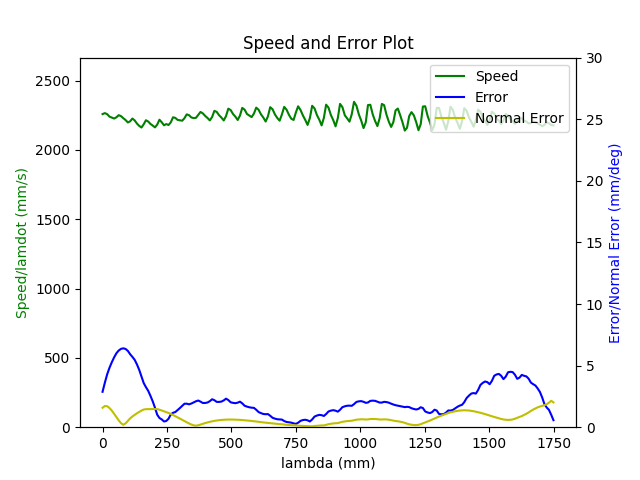 Speed and Error Plot
Speed
Error
Normal Error
Speed/lamdot (mm/s)
2500
2000
1500
1000
500
0
30
25
20
15
10
5
0
Error/Normal Error (mm/deg)
0 250 500 750 1000 1250 1500 1750
lambda (mm)